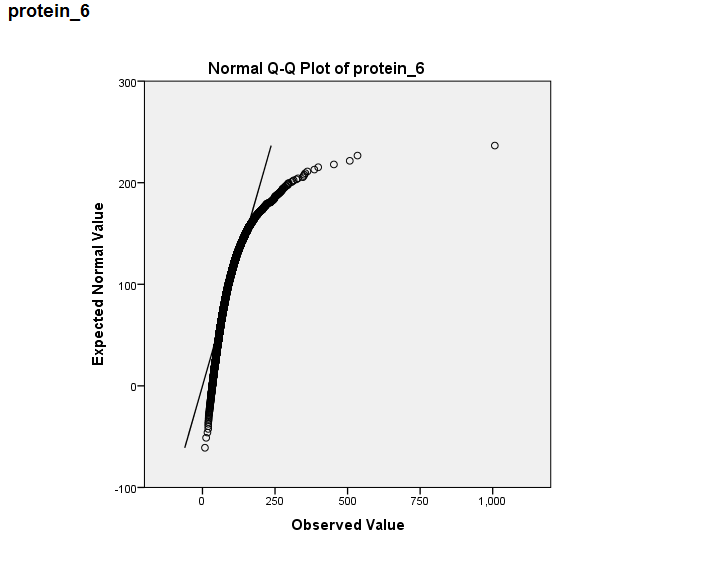 protein_6
Normal Q-Q Plot of protein_6
300
200
100
0
-100
Expected Normal Value
0
250
500
750
1,000
Observed Value